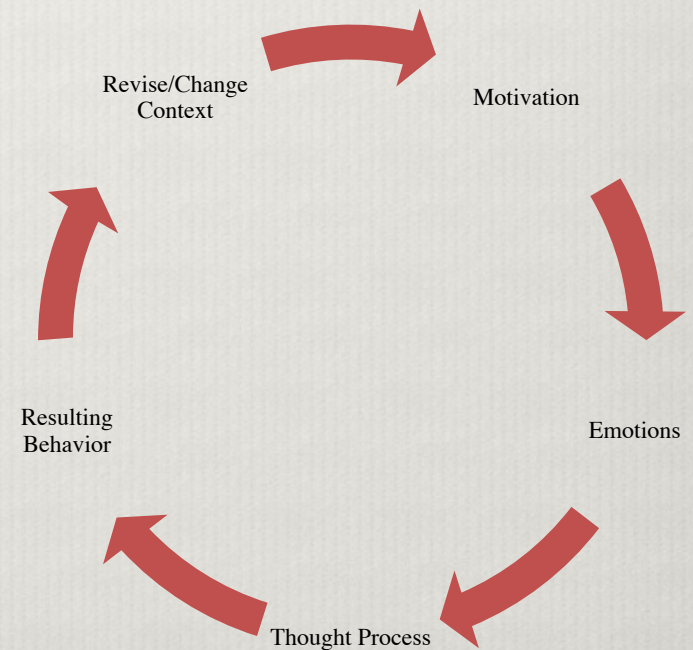 Revise/Change
Context
Motivation
Emotions
Resulting
Behavior
Thought Process